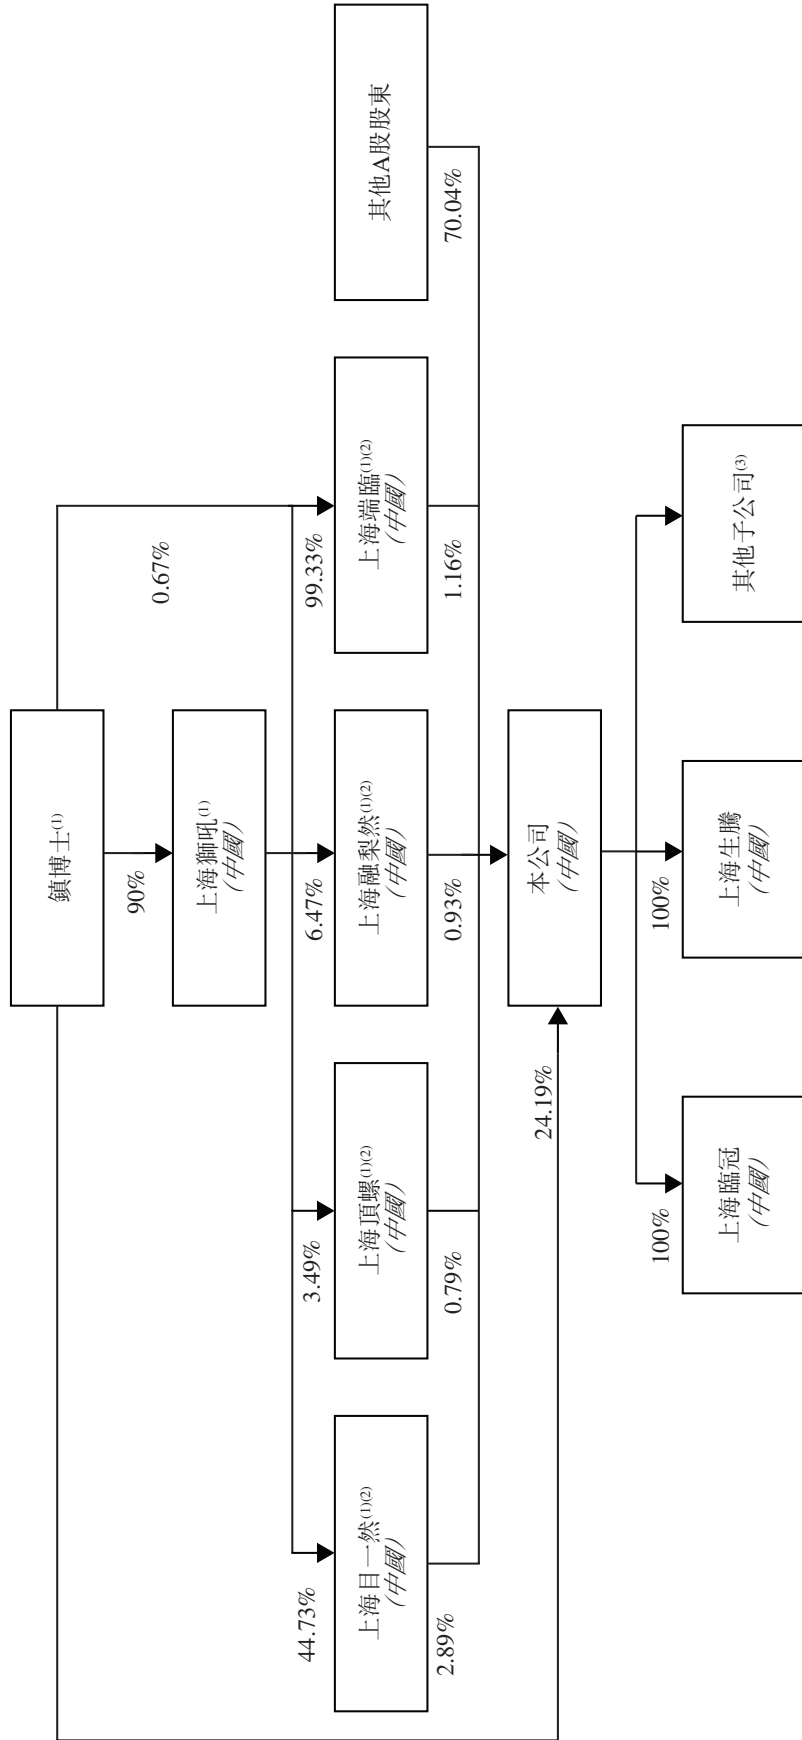 鎮博士(1)
90%
0.67%
上海獅吼(1)
(中國)
44.73%
3.49%
6.47%
99.33%
上海目一然(1)(2)
(中國)
上海頂螺(1)(2)
(中國)
上海融梨然(1)(2)
(中國)
上海端臨(1)(2)
(中國)
其他A股股東
2.89%
0.79%
0.93%
1.16%
70.04%
24.19%
本公司
(中國)
100%
100%
上海臨冠
(中國)
上海生騰
(中國)
其他子公司(3)